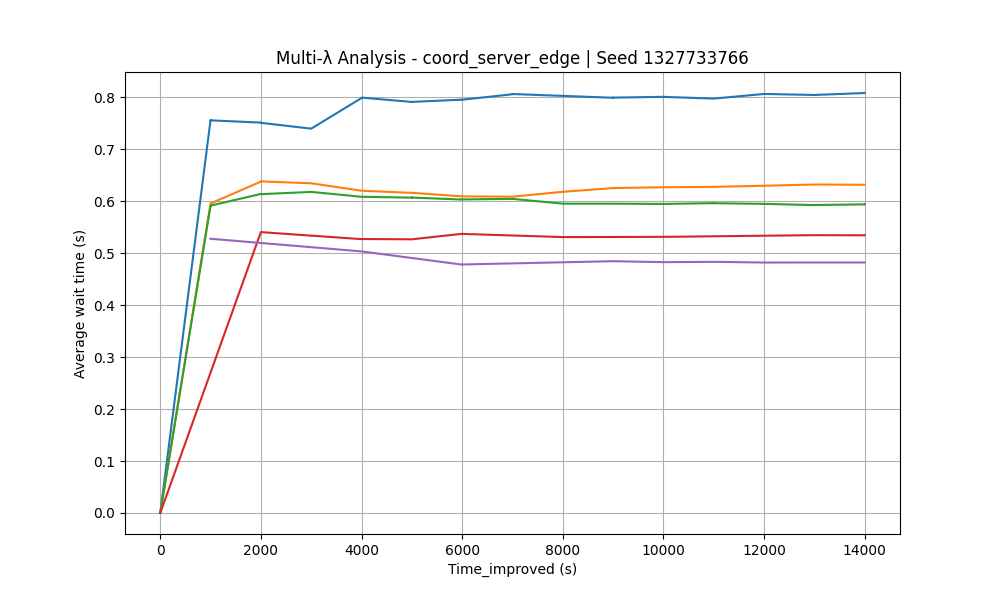 Multi-λ Analysis - coord_server_edge | Seed 1327733766
Average wait time (s)
0.8
0.7
0.6
0.5
0.4
0.3
0.2
0.1
0.0
0 2000 4000 6000 8000 10000 12000 14000
Time_improved (s)